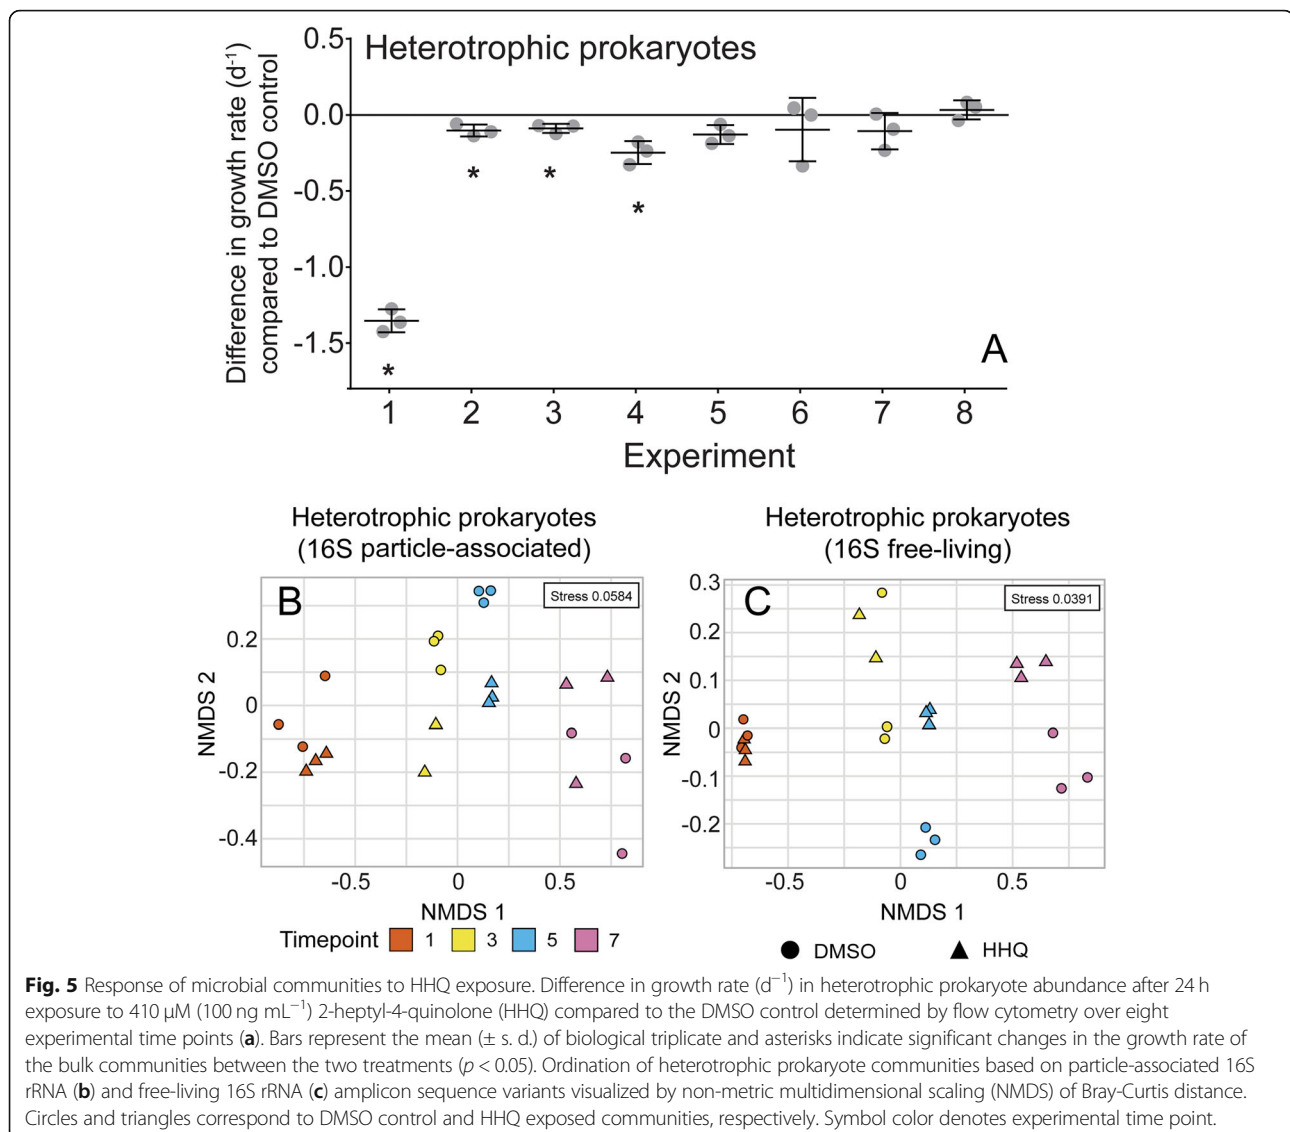 Heterotrophic prokaryotes
Difference in growth rate (d-1)
compared to DMSO control
0.5
0.0
-0.5
-1.0
-1.5
*
*
*
*
A
1 2 3 4 5 6 7 8
Experiment
Heterotrophic prokaryotes
(16S particle-associated)
B
Stress 0.0584
NMDS 2
0.2
0
-0.2
-0.4
-0.5 0 0.5
NMDS 1
Heterotrophic prokaryotes
(16S free-living)
C
Stress 0.0391
NMDS 2
0.3
0.2
0.1
0
-0.1
-0.2
-0.5 0 0.5
NMDS 1
Timepoint 1 3 5 7
DMSO HHQ
Fig. 5 Response of microbial communities to HHQ exposure. Difference in growth rate (d−1) in heterotrophic prokaryote abundance after 24 h
exposure to 410 μM (100 ng mL−1) 2-heptyl-4-quinolone (HHQ) compared to the DMSO control determined by flow cytometry over eight
experimental time points (a). Bars represent the mean (± s. d.) of biological triplicate and asterisks indicate significant changes in the growth rate of
the bulk communities between the two treatments (p < 0.05). Ordination of heterotrophic prokaryote communities based on particle-associated 16S
rRNA (b) and free-living 16S rRNA (c) amplicon sequence variants visualized by non-metric multidimensional scaling (NMDS) of Bray-Curtis distance.
Circles and triangles correspond to DMSO control and HHQ exposed communities, respectively. Symbol color denotes experimental time point.